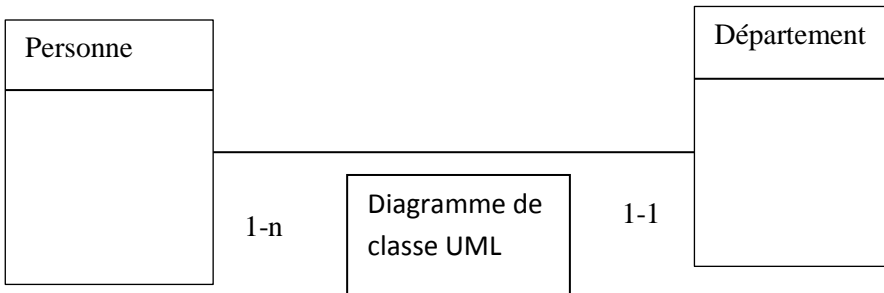 Personne
Département
1-n
Diagramme de
classe UML
1-1